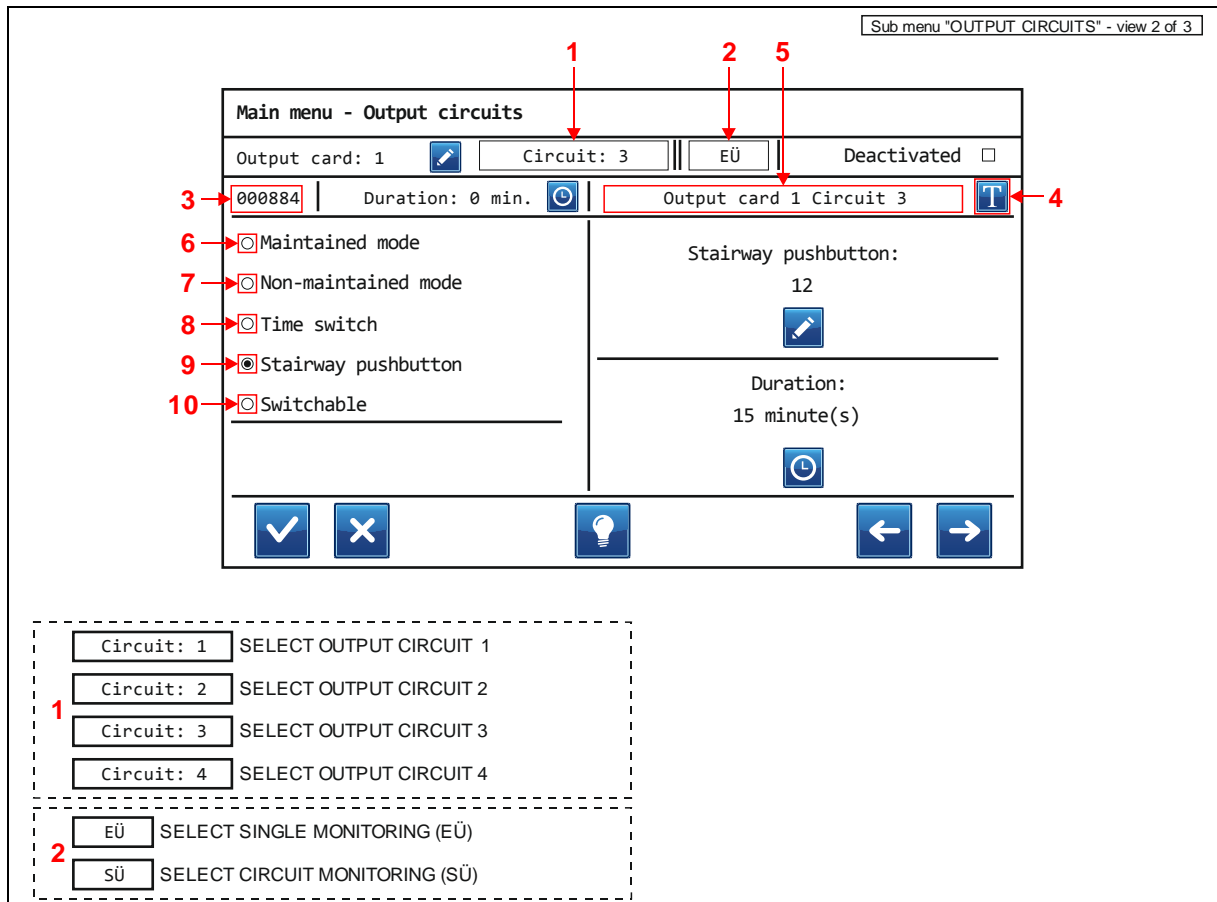 Sub menu "OUTPUT CIRCUITS" - view 2 of 3
1 2 5
Main menu - Output circuits
Output card: 1 Circuit: 3 EÜ Deactivated
3 000884 Duration: 0 min. Output card 1 Circuit 3 T 4
6 Maintained mode
7 Non-maintained mode
8 Time switch
9 Stairway pushbutton
10 Switchable
Stairway pushbutton:
12
Duration:
15 minute(s)
1
Circuit: 1 SELECT OUTPUT CIRCUIT 1
Circuit: 2 SELECT OUTPUT CIRCUIT 2
Circuit: 3 SELECT OUTPUT CIRCUIT 3
Circuit: 4 SELECT OUTPUT CIRCUIT 4
2
EÜ SELECT SINGLE MONITORING (EÜ)
SÜ SELECT CIRCUIT MONITORING (SÜ)